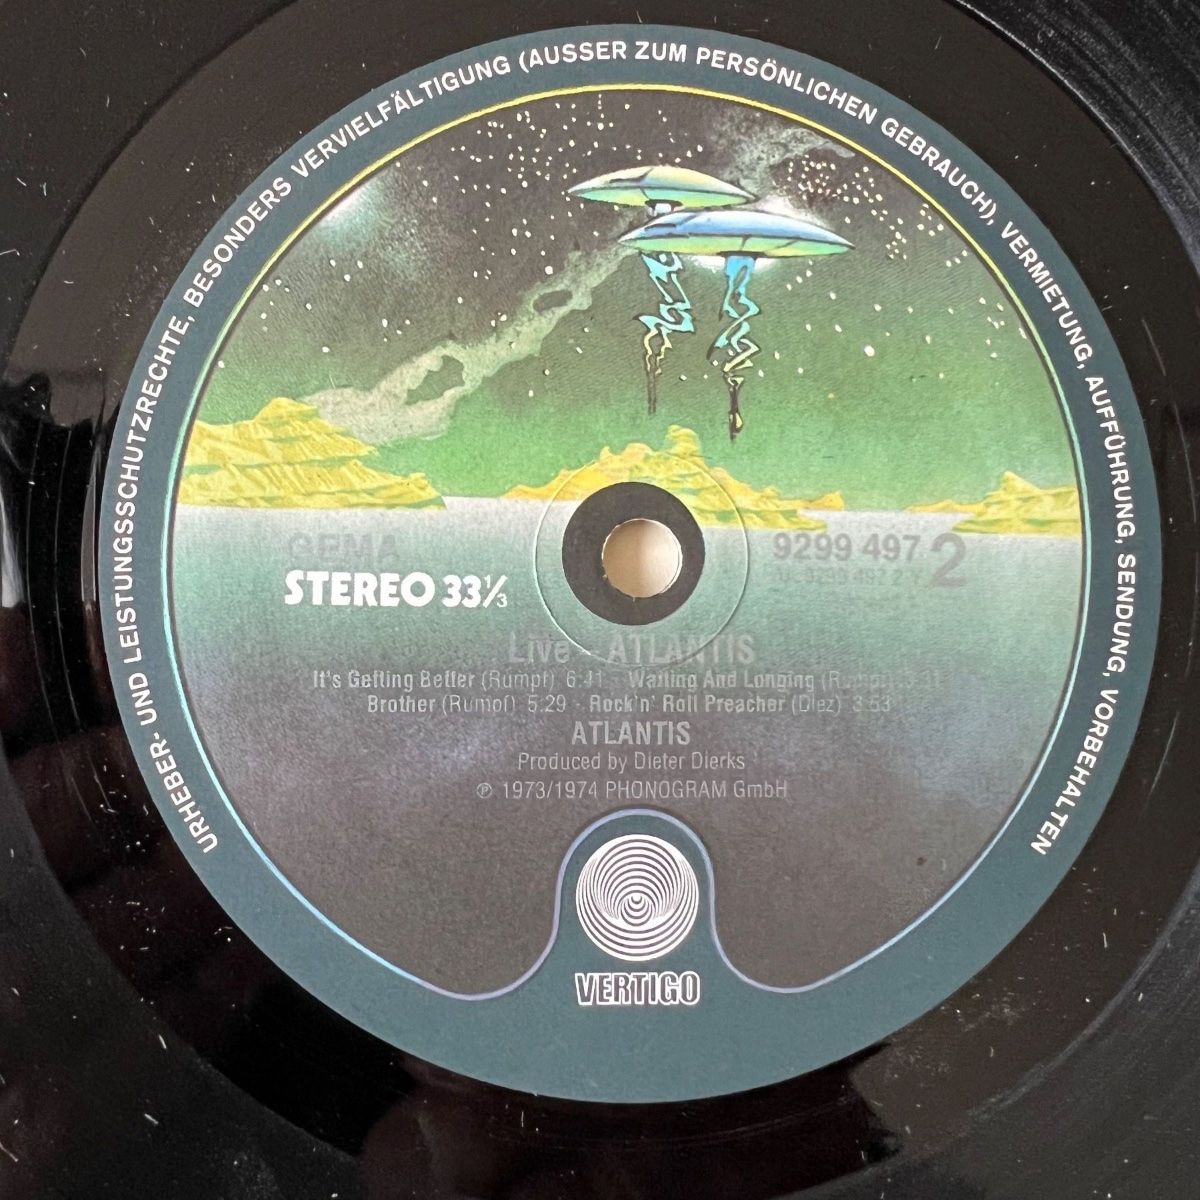 URHEBER- UND LEISTUNGSSCHUTZRECHTE, BESONDERS VERVIELFÄLTIGUNG (AUSSER ZUM PERSÖNLICHEN GEBRAUCH), VERMIETUNG, AUFFÜHRUNG, SENDUNG, VORBEHALTEN
GEMA
9299 497
2
STEREO 33⅓
Live - ATLANTIS
It's Getting Better (Rumpf) 6:41 - Waiting And Longing (Rumpf)
Brother (Rumpf) 5:29 - Rock'n' Roll Preacher (Diez) 3:53
ATLANTIS
Produced by Dieter Dierks
℗ 1973/1974 PHONOGRAM GmbH
VERTIGO